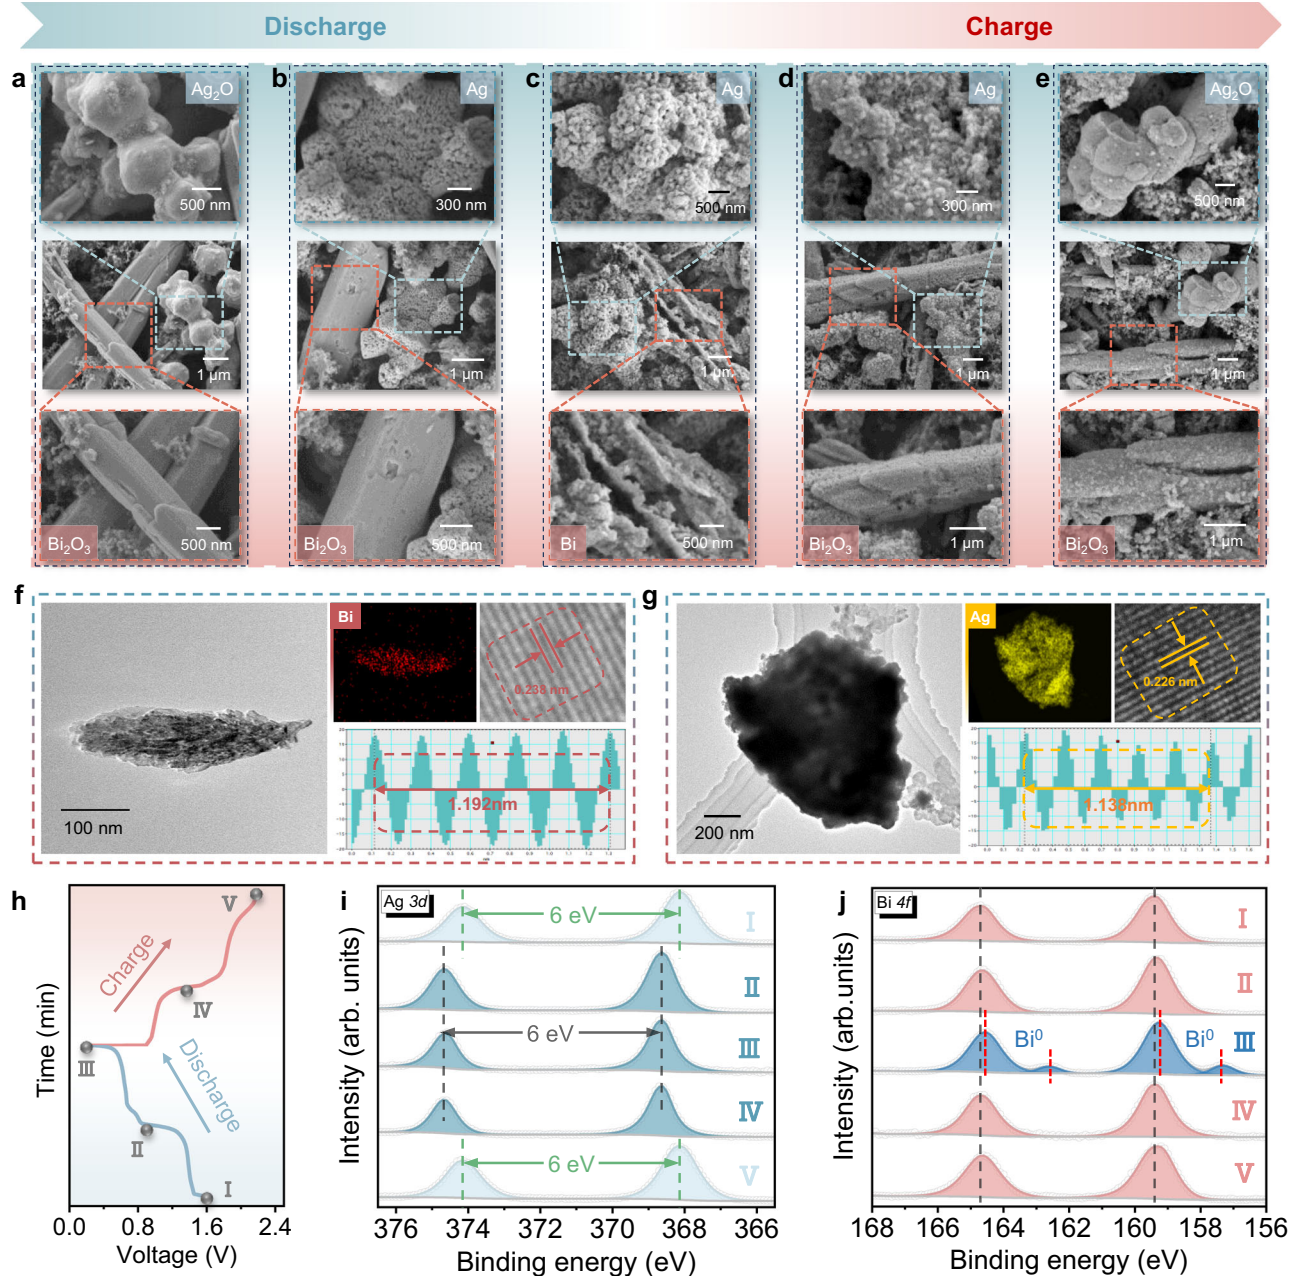 Discharge
Charge
a
Ag₂O
500 nm
1 μm
500 nm
Bi₂O₃
b
Ag
300 nm
1 μm
500 nm
Bi₂O₃
c
Ag
500 nm
1 μm
500 nm
Bi
d
Ag
300 nm
1 μm
1 μm
Bi₂O₃
e
Ag₂O
500 nm
1 μm
1 μm
Bi₂O₃
f
100 nm
Bi
0.238 nm
1.192nm
g
200 nm
Ag
0.226 nm
1.138nm
h
Time (min)
Charge
Discharge
V
IV
III
II
I
0.0 0.8 1.6 2.4
Voltage (V)
i
Ag 3d
Intensity (arb. units)
6 eV
I
II
6 eV
III
IV
6 eV
V
376 374 372 370 368 366
Binding energy (eV)
j
Bi 4f
Intensity (arb.units)
I
II
Bi⁰
Bi⁰
III
IV
V
168 166 164 162 160 158 156
Binding energy (eV)